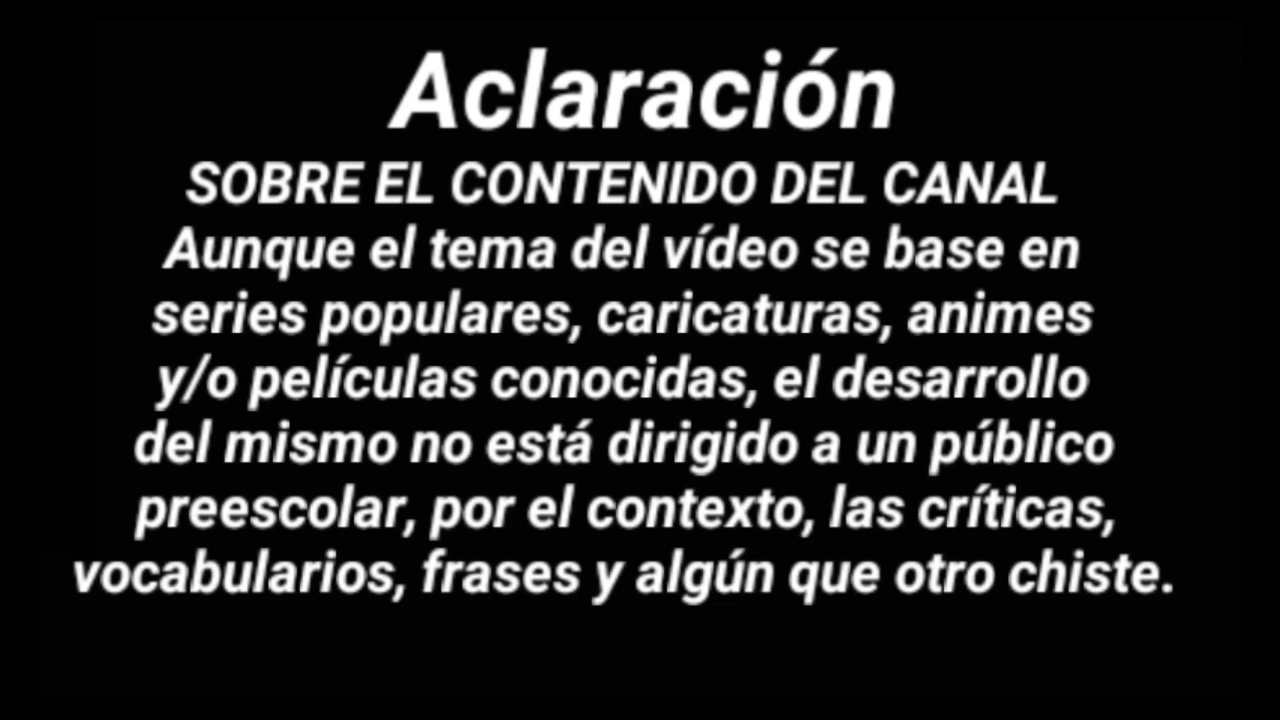 Aclaración
SOBRE EL CONTENIDO DEL CANAL
Aunque el tema del vídeo se base en
series populares, caricaturas, animes
y/o películas conocidas, el desarrollo
del mismo no está dirigido a un público
preescolar, por el contexto, las críticas,
vocabularios, frases y algún que otro chiste.